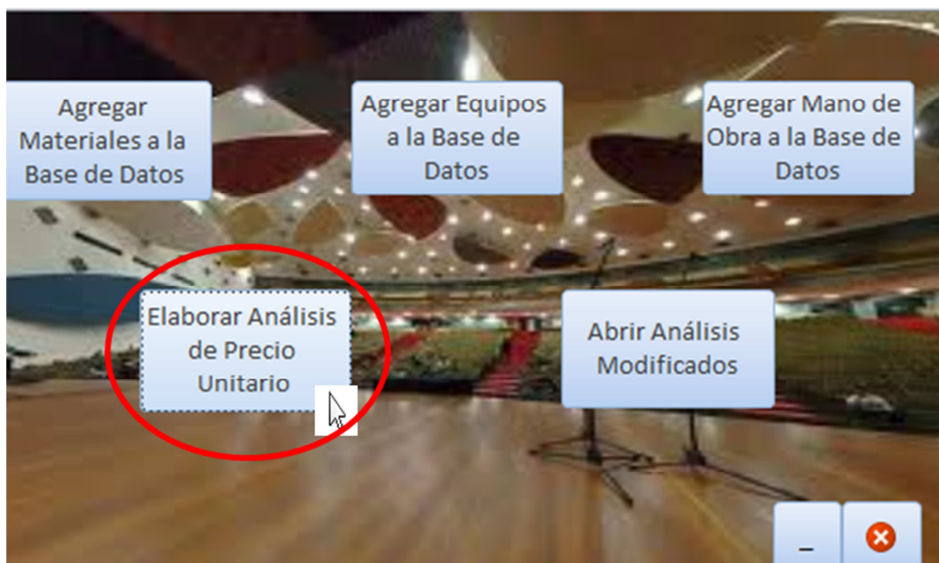 Agregar
Materiales a la
Base de Datos
Agregar Equipos
a la Base de
Datos
Agregar Mano de
Obra a la Base de
Datos
Elaborar Análisis
de Precio
Unitario
Abrir Análisis
Modificados